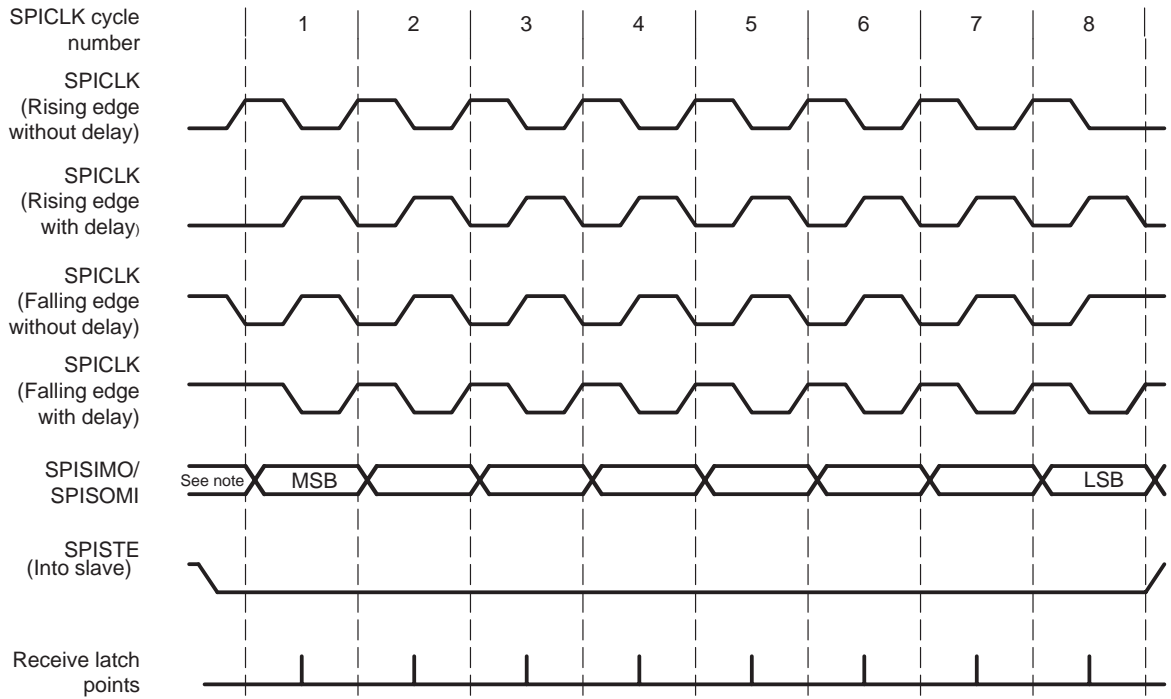 SPICLK cycle
number
1 2 3 4 5 6 7 8
SPICLK
(Rising edge
without delay)
SPICLK
(Rising edge
with delay)
SPICLK
(Falling edge
without delay)
SPICLK
(Falling edge
with delay)
SPISIMO/
SPISOMI
See note
MSB
LSB
SPISTE
(Into slave)
Receive latch
points